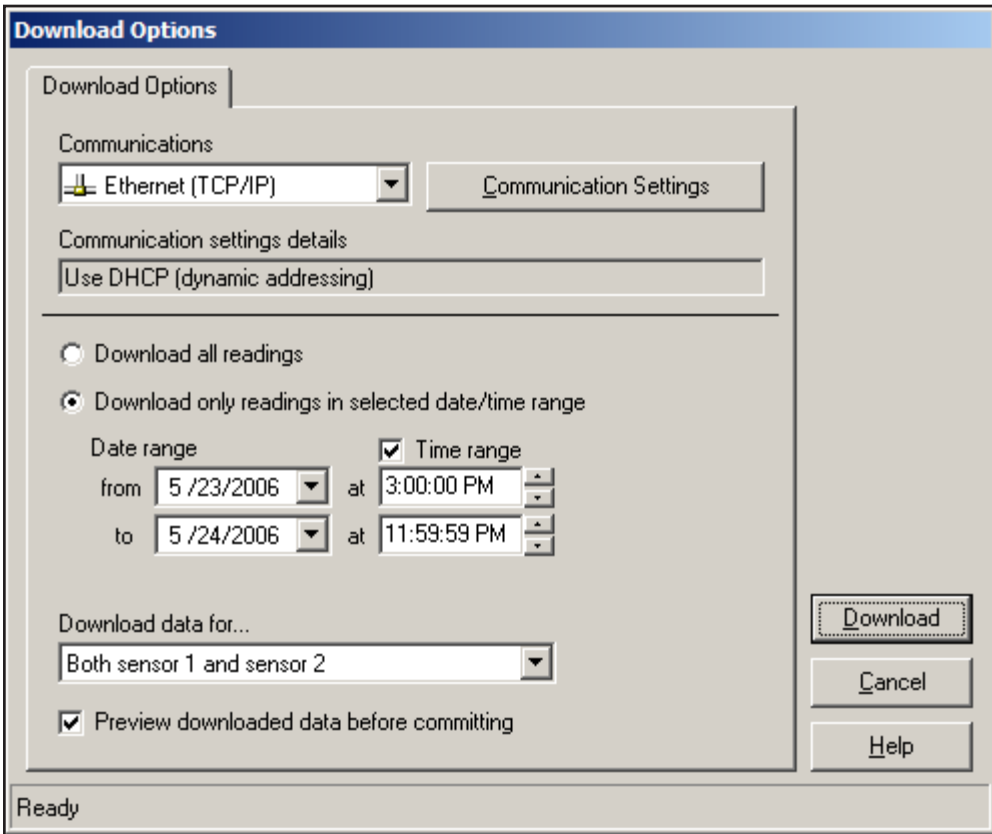 Download Options
Download Options
Communications
Ethernet (TCP/IP)
Communication Settings
Communication settings details
Use DHCP (dynamic addressing)
Download all readings
Download only readings in selected date/time range
Date range
Time range
from 5 /23/2006 at 3:00:00 PM
to 5 /24/2006 at 11:59:59 PM
Download data for...
Both sensor 1 and sensor 2
Preview downloaded data before committing
Download
Cancel
Help
Ready